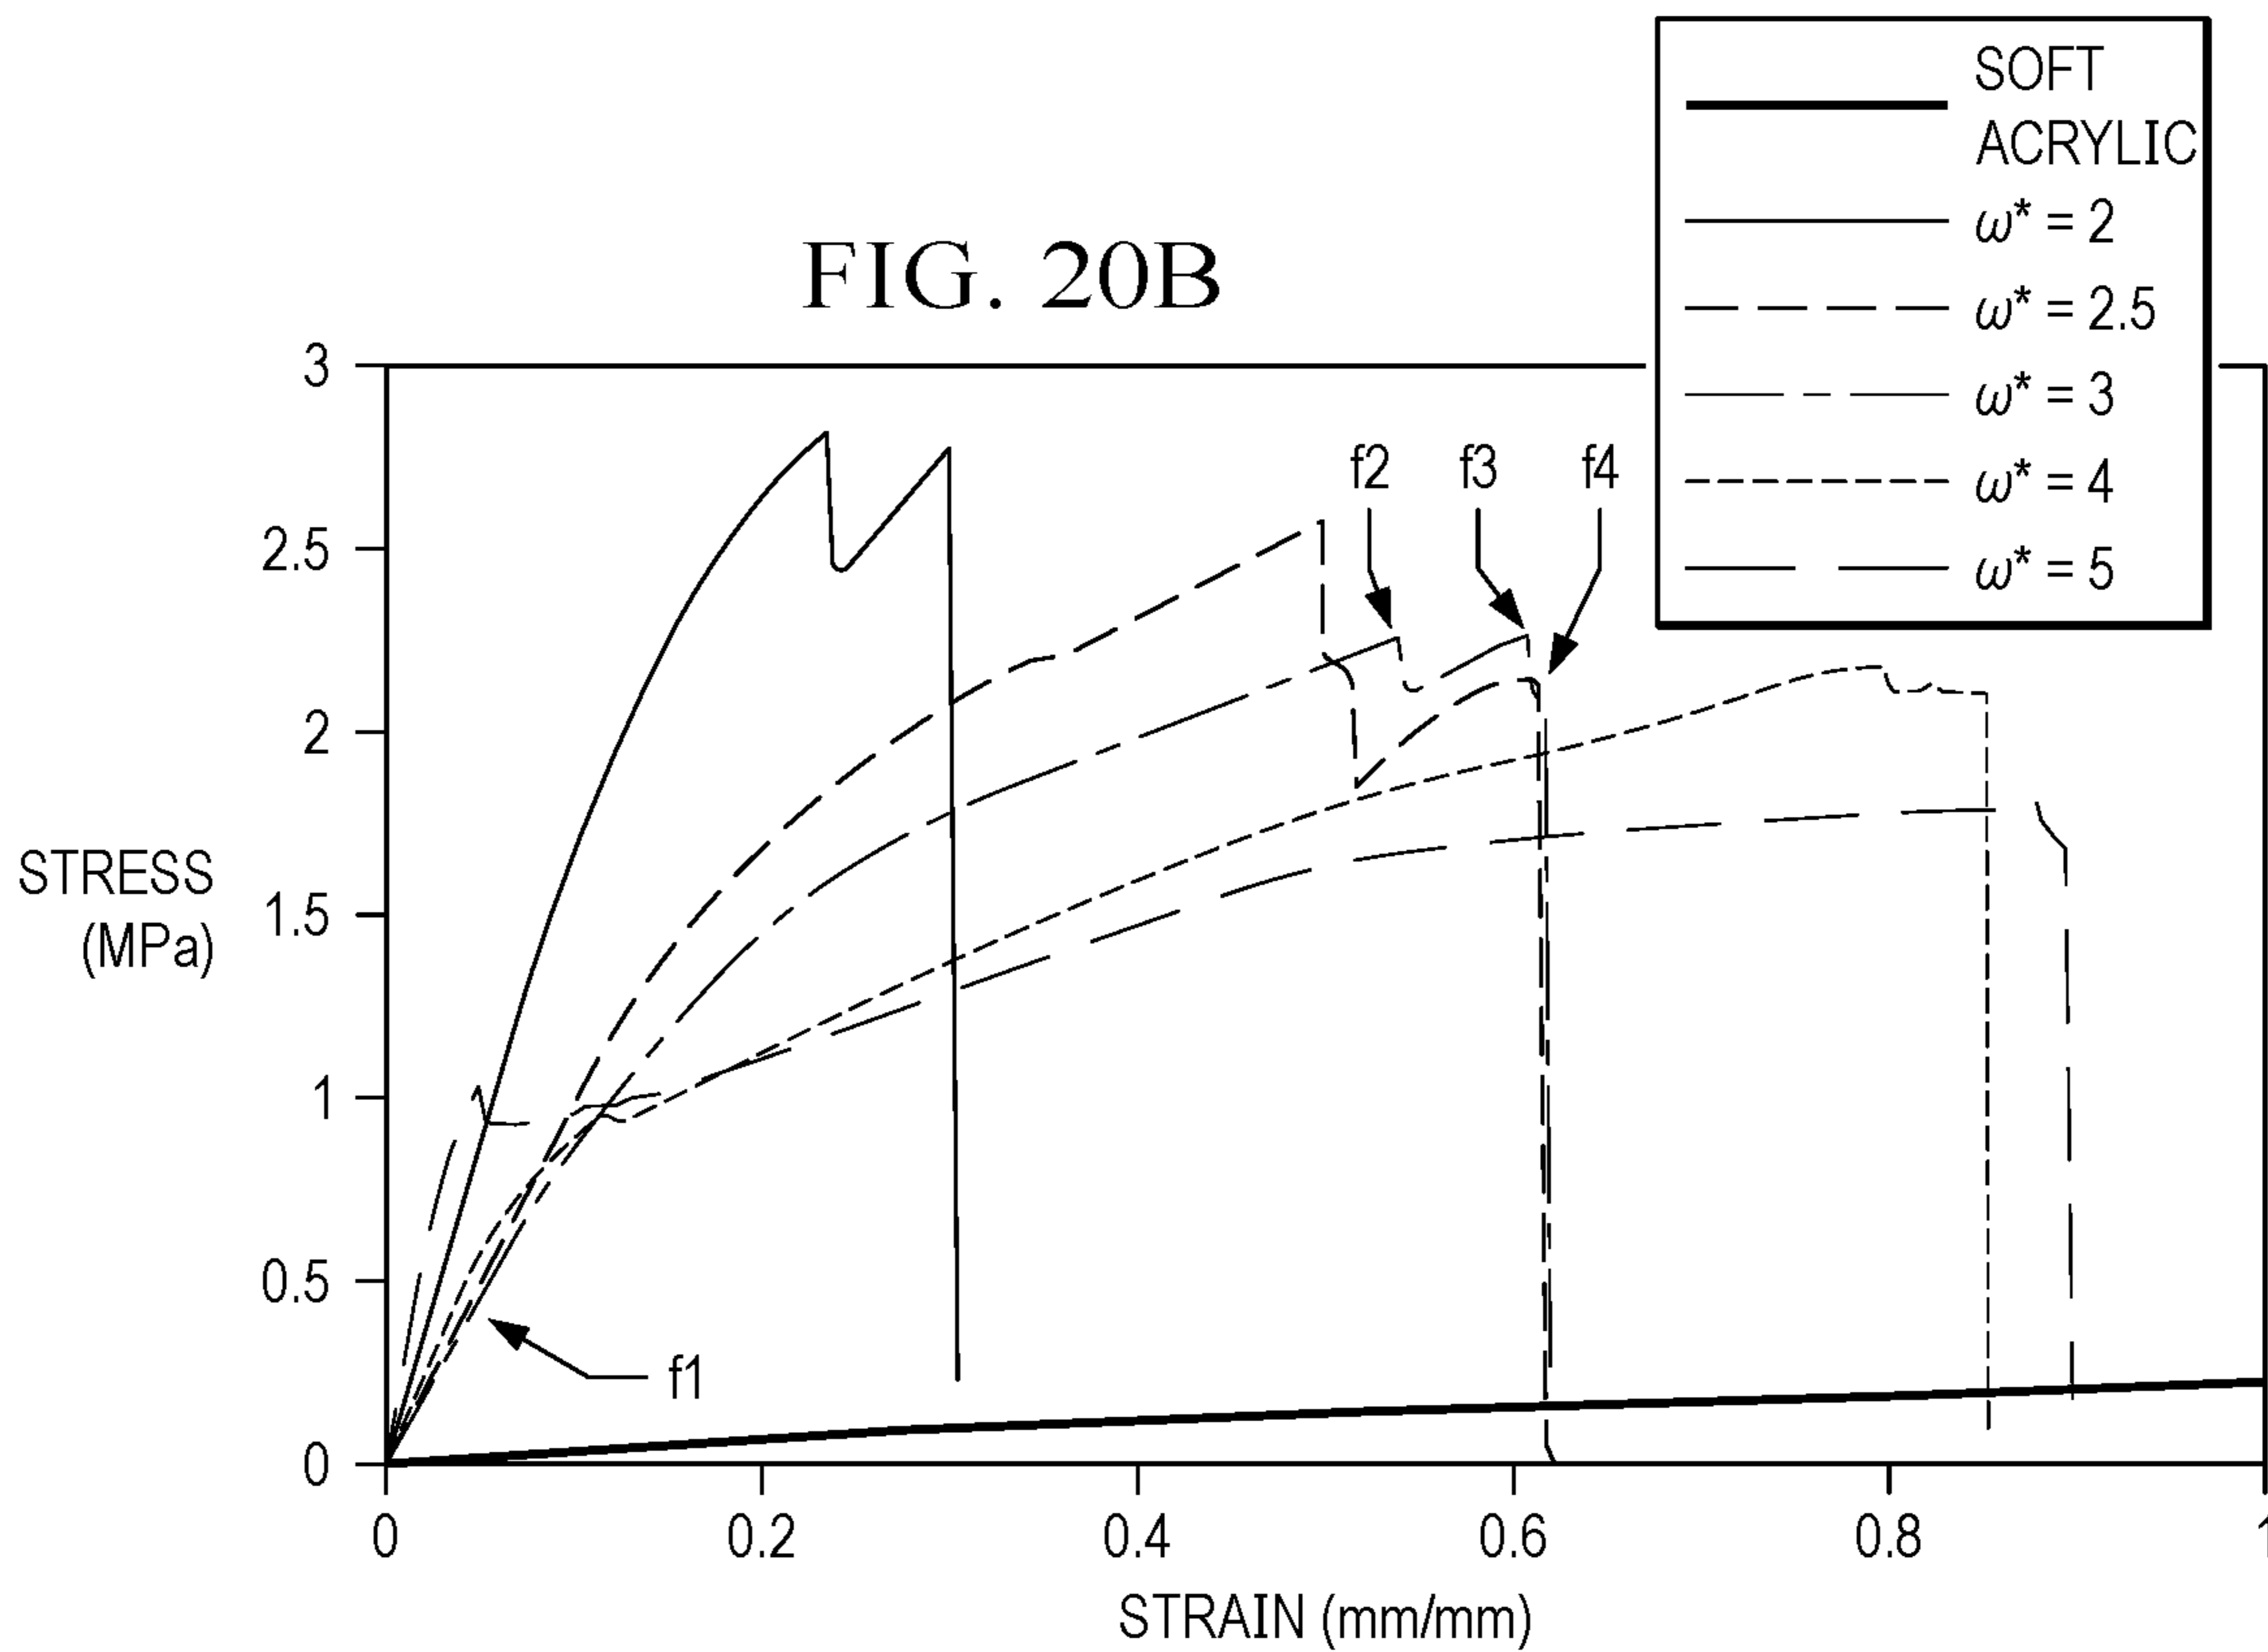 SOFT
ACRYLIC
ω* = 2
ω* = 2.5
ω* = 3
ω* = 4
ω* = 5
FIG. 20B
3
2.5
2
1.5
1
0.5
0
STRESS
(MPa)
f2 f3 f4
f1
0 0.2 0.4 0.6 0.8 1
STRAIN (mm/mm)